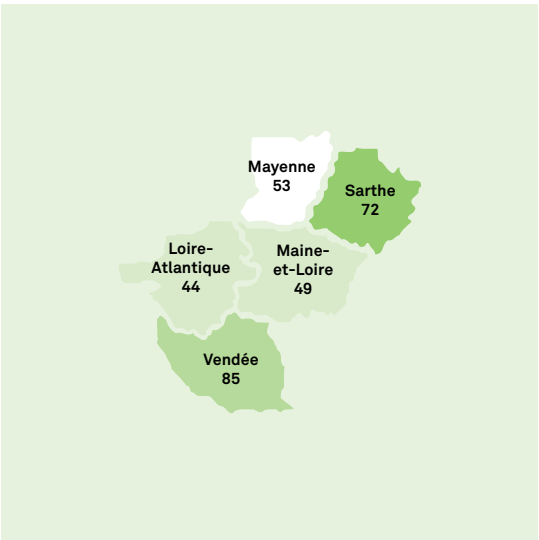 Mayenne
53
Sarthe
72
Loire-
Atlantique
44
Maine-
et-Loire
49
Vendée
85